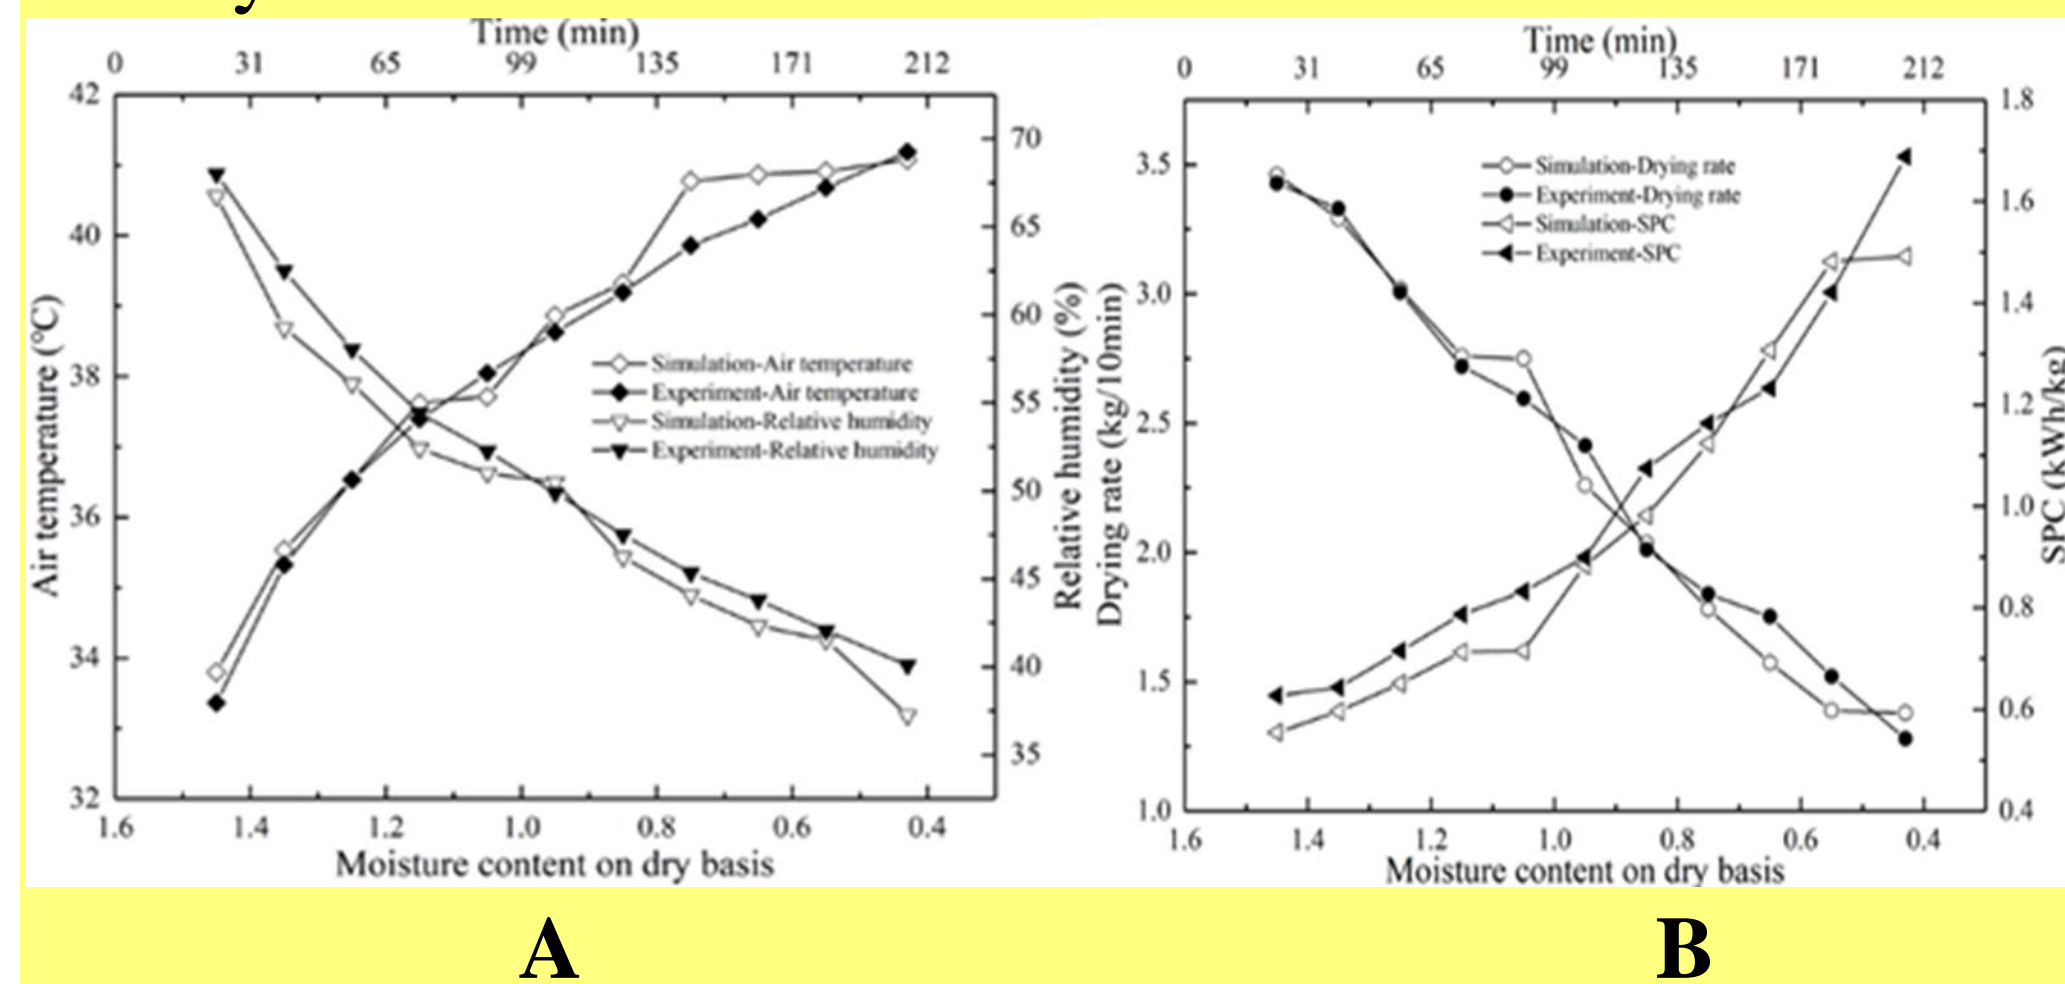 Time (min)
0 31 65 99 135 171 212
42
40
38
36
34
32
Air temperature (°C)
70
65
60
55
50
45
40
35
Relative humidity (%)
Simulation-Air temperature
Experiment-Air temperature
Simulation-Relative humidity
Experiment-Relative humidity
1.6 1.4 1.2 1.0 0.8 0.6 0.4
Moisture content on dry basis
A
Time (min)
0 31 65 99 135 171 212
3.5
3.0
2.5
2.0
1.5
1.0
Drying rate (kg/10min)
1.8
1.6
1.4
1.2
1.0
0.8
0.6
0.4
SPC (kWh/kg)
Simulation-Drying rate
Experiment-Drying rate
Simulation-SPC
Experiment-SPC
1.6 1.4 1.2 1.0 0.8 0.6 0.4
Moisture content on dry basis
B